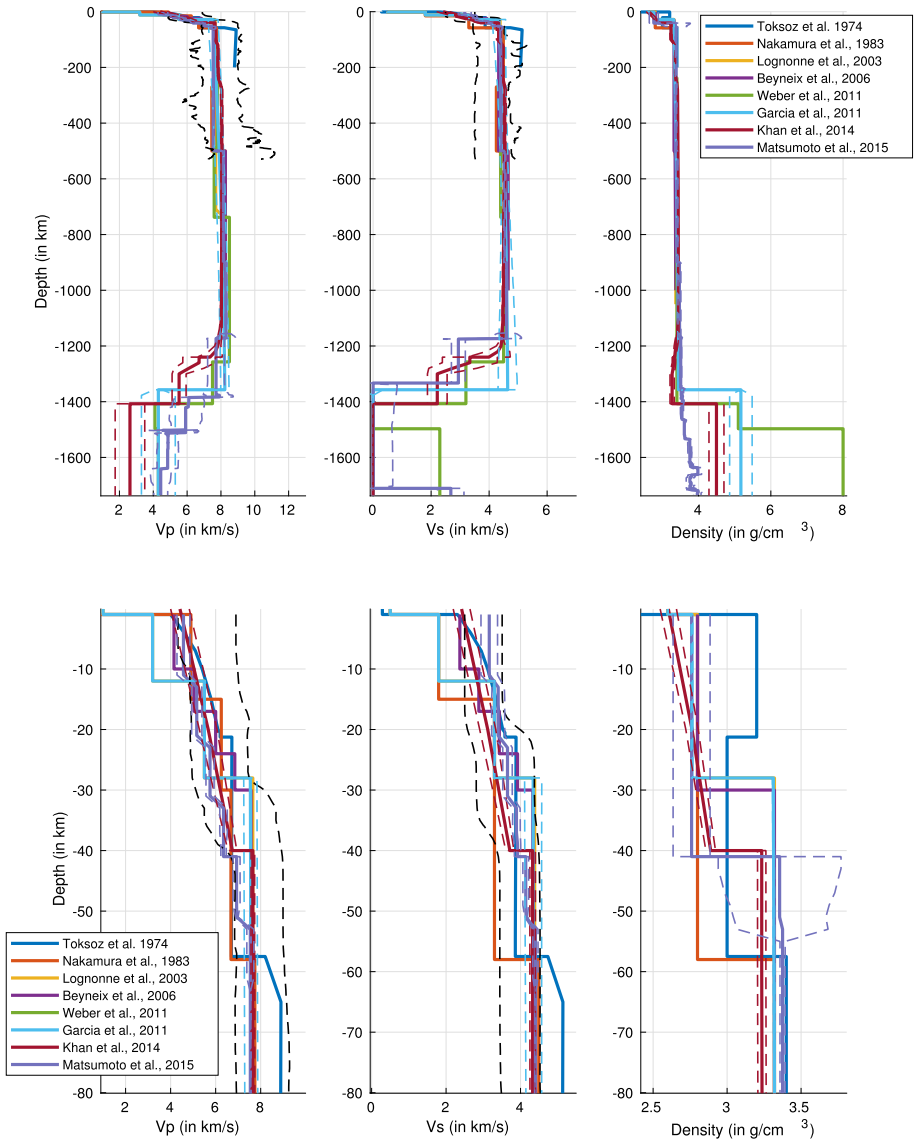 0
-200
-400
-600
-800
-1000
-1200
-1400
-1600
Depth (in km)
2 4 6 8 10 12
Vp (in km/s)
0
-200
-400
-600
-800
-1000
-1200
-1400
-1600
0 2 4 6
Vs (in km/s)
0
-200
-400
-600
-800
-1000
-1200
-1400
-1600
4 6 8
Density (in g/cm 3)
Toksoz et al. 1974
Nakamura et al., 1983
Lognonne et al., 2003
Beyneix et al., 2006
Weber et al., 2011
Garcia et al., 2011
Khan et al., 2014
Matsumoto et al., 2015
-10
-20
-30
-40
-50
-60
-70
-80
Depth (in km)
2 4 6 8
Vp (in km/s)
Toksoz et al. 1974
Nakamura et al., 1983
Lognonne et al., 2003
Beyneix et al., 2006
Weber et al., 2011
Garcia et al., 2011
Khan et al., 2014
Matsumoto et al., 2015
-10
-20
-30
-40
-50
-60
-70
-80
0 2 4
Vs (in km/s)
-10
-20
-30
-40
-50
-60
-70
-80
2.5 3 3.5
Density (in g/cm 3)